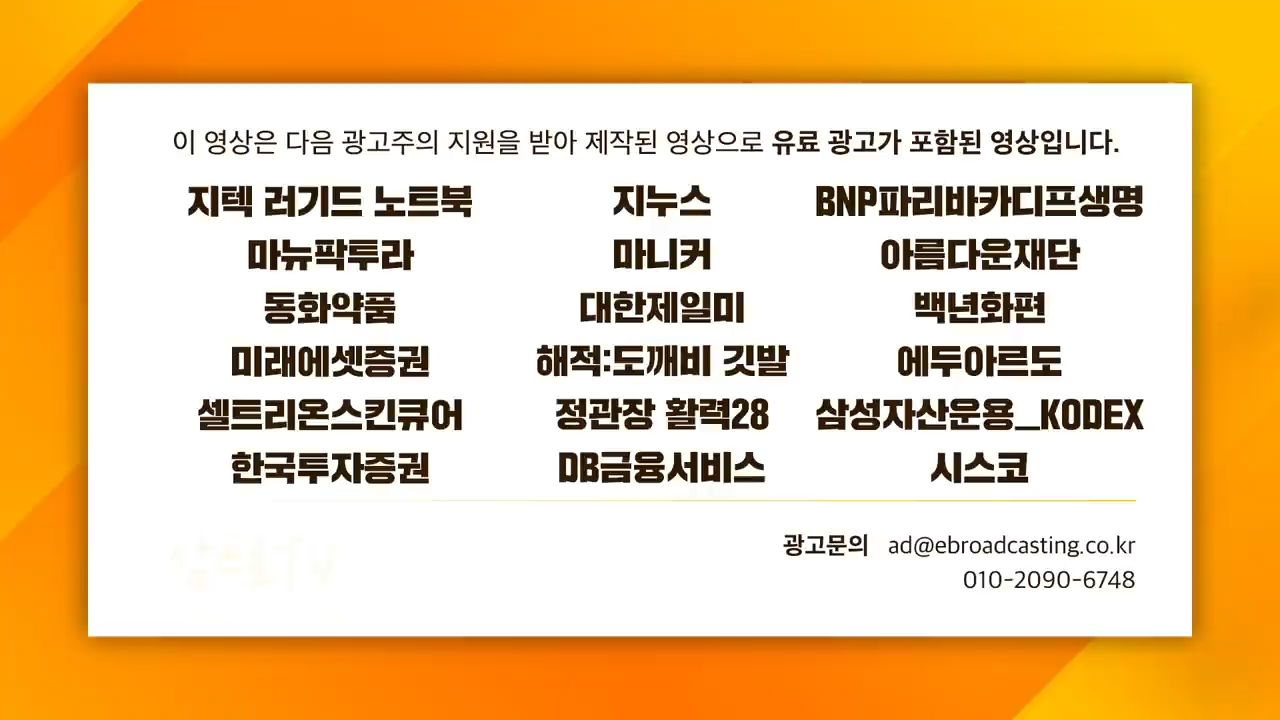 이 영상은 다음 광고주의 지원을 받아 제작된 영상으로 유료 광고가 포함된 영상입니다.
지텍 러기드 노트북 지누스 BNP파리바카디프생명
마뉴팍투라 마니커 아름다운재단
동화약품 대한제일미 백년화편
미래에셋증권 해적:도깨비 깃발 에두아르도
셀트리온스킨큐어 정관장 활력28 삼성자산운용_KODEX
한국투자증권 DB금융서비스 시스코
광고문의 ad@ebroadcasting.co.kr
010-2090-6748